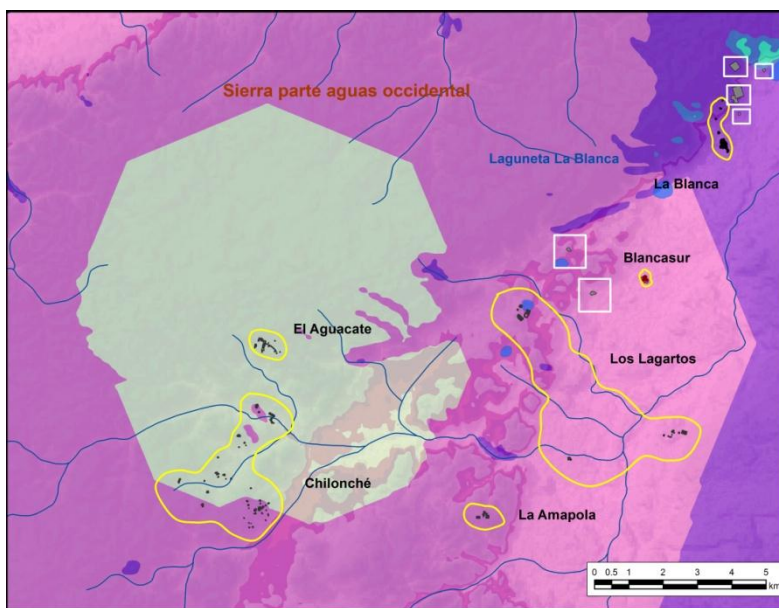 Sierra parte aguas occidental
Laguneta La Blanca
La Blanca
Blancasur
El Aguacate
Los Lagartos
Chilonché
La Amapola
0 0.5 1 2 3 4 5
km